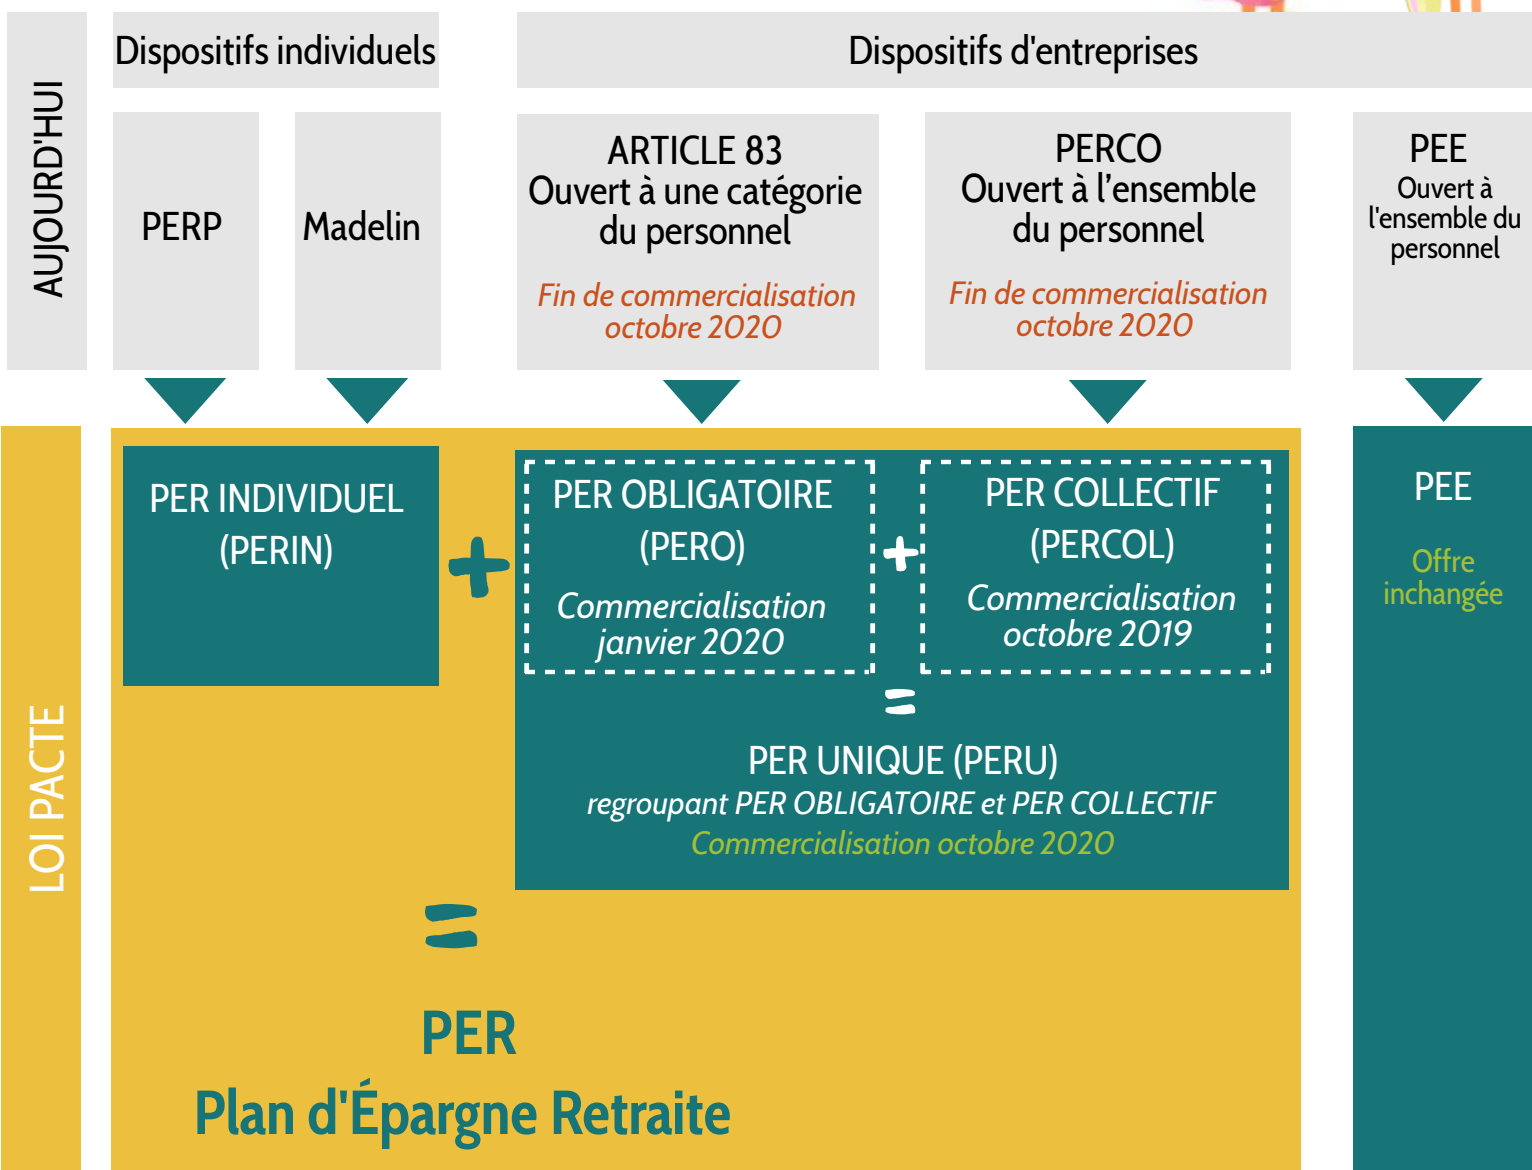 AUJOURD'HUI
Dispositifs individuels
Dispositifs d'entreprises
PERP
Madelin
ARTICLE 83
Ouvert à une catégorie
du personnel
Fin de commercialisation
octobre 2020
PERCO
Ouvert à l’ensemble
du personnel
Fin de commercialisation
octobre 2020
PEE
Ouvert à
l'ensemble du
personnel
LOI PACTE
PER INDIVIDUEL
(PERIN)
+
PER OBLIGATOIRE
(PERO)
Commercialisation
janvier 2020
+
PER COLLECTIF
(PERCOL)
Commercialisation
octobre 2019
=
PER UNIQUE (PERU)
regroupant PER OBLIGATOIRE et PER COLLECTIF
Commercialisation octobre 2020
=
PER
Plan d'Épargne Retraite
PEE
Offre
inchangée